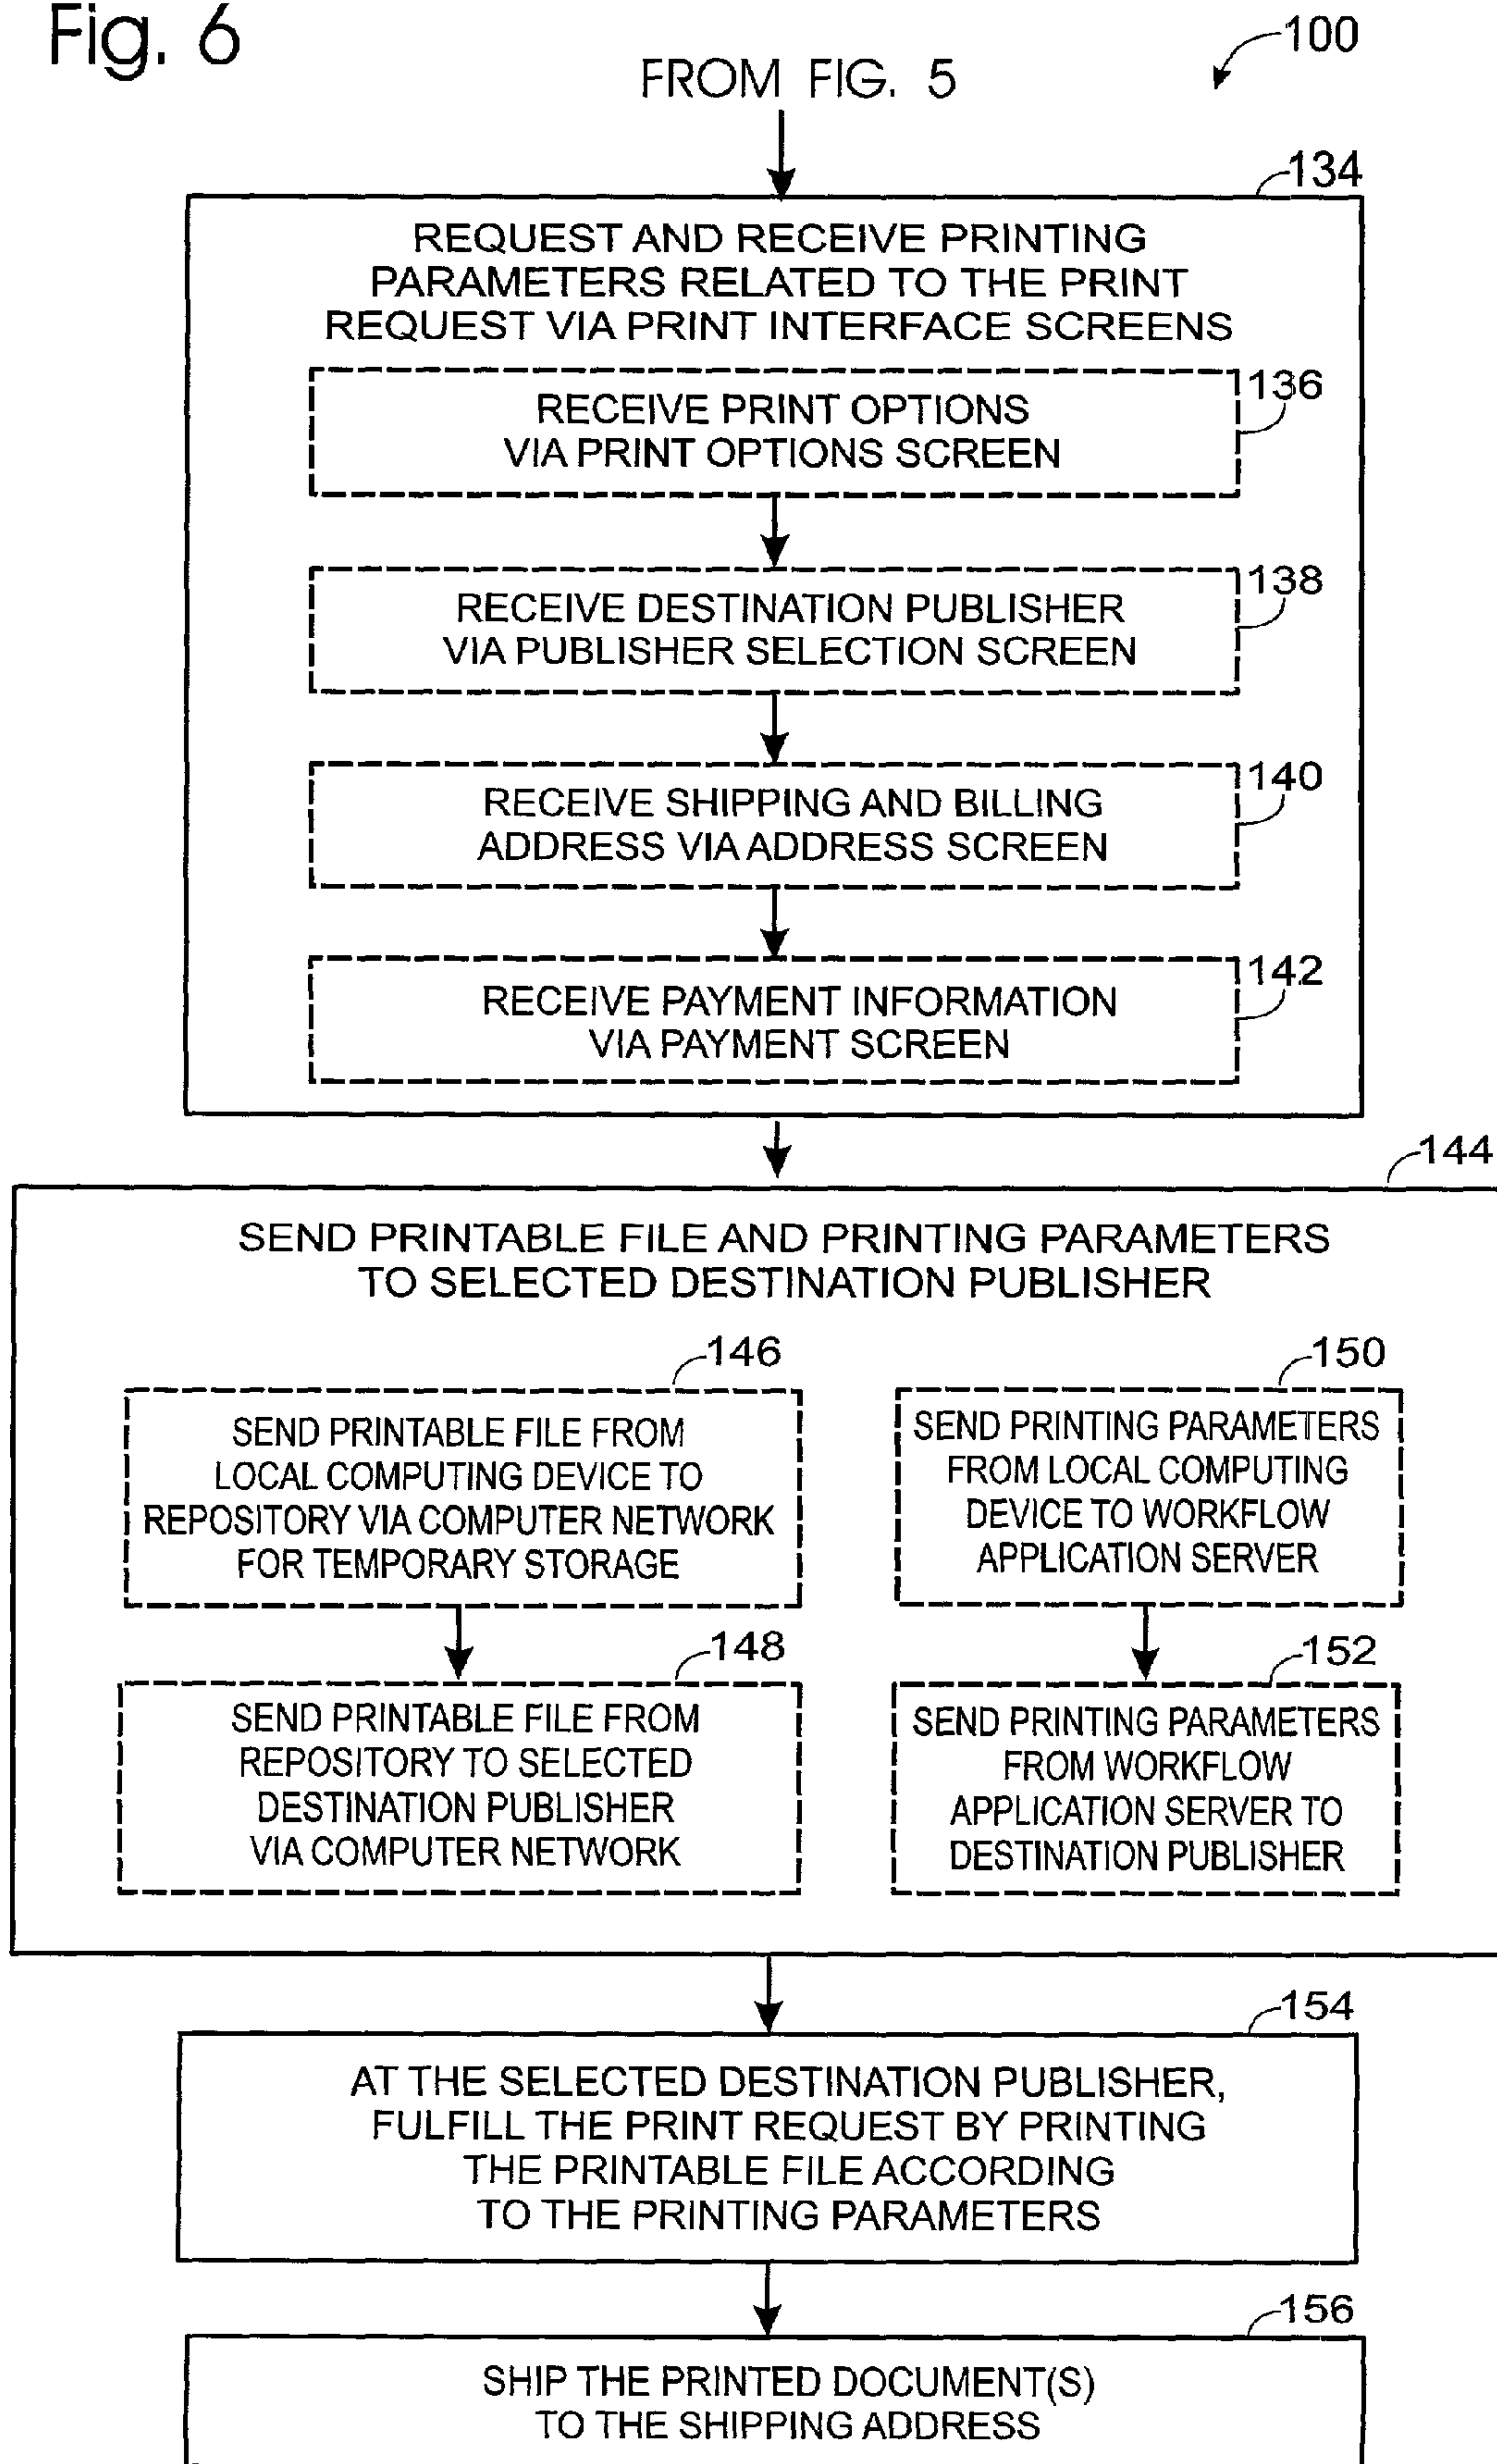 Fig. 6
100
FROM FIG. 5
134
REQUEST AND RECEIVE PRINTING
PARAMETERS RELATED TO THE PRINT
REQUEST VIA PRINT INTERFACE SCREENS
136
RECEIVE PRINT OPTIONS
VIA PRINT OPTIONS SCREEN
138
RECEIVE DESTINATION PUBLISHER
VIA PUBLISHER SELECTION SCREEN
140
RECEIVE SHIPPING AND BILLING
ADDRESS VIA ADDRESS SCREEN
142
RECEIVE PAYMENT INFORMATION
VIA PAYMENT SCREEN
144
SEND PRINTABLE FILE AND PRINTING PARAMETERS
TO SELECTED DESTINATION PUBLISHER
146
SEND PRINTABLE FILE FROM
LOCAL COMPUTING DEVICE TO
REPOSITORY VIA COMPUTER NETWORK
FOR TEMPORARY STORAGE
148
SEND PRINTABLE FILE FROM
REPOSITORY TO SELECTED
DESTINATION PUBLISHER
VIA COMPUTER NETWORK
150
SEND PRINTING PARAMETERS
FROM LOCAL COMPUTING
DEVICE TO WORKFLOW
APPLICATION SERVER
152
SEND PRINTING PARAMETERS
FROM WORKFLOW
APPLICATION SERVER TO
DESTINATION PUBLISHER
154
AT THE SELECTED DESTINATION PUBLISHER,
FULFILL THE PRINT REQUEST BY PRINTING
THE PRINTABLE FILE ACCORDING
TO THE PRINTING PARAMETERS
156
SHIP THE PRINTED DOCUMENT(S)
TO THE SHIPPING ADDRESS